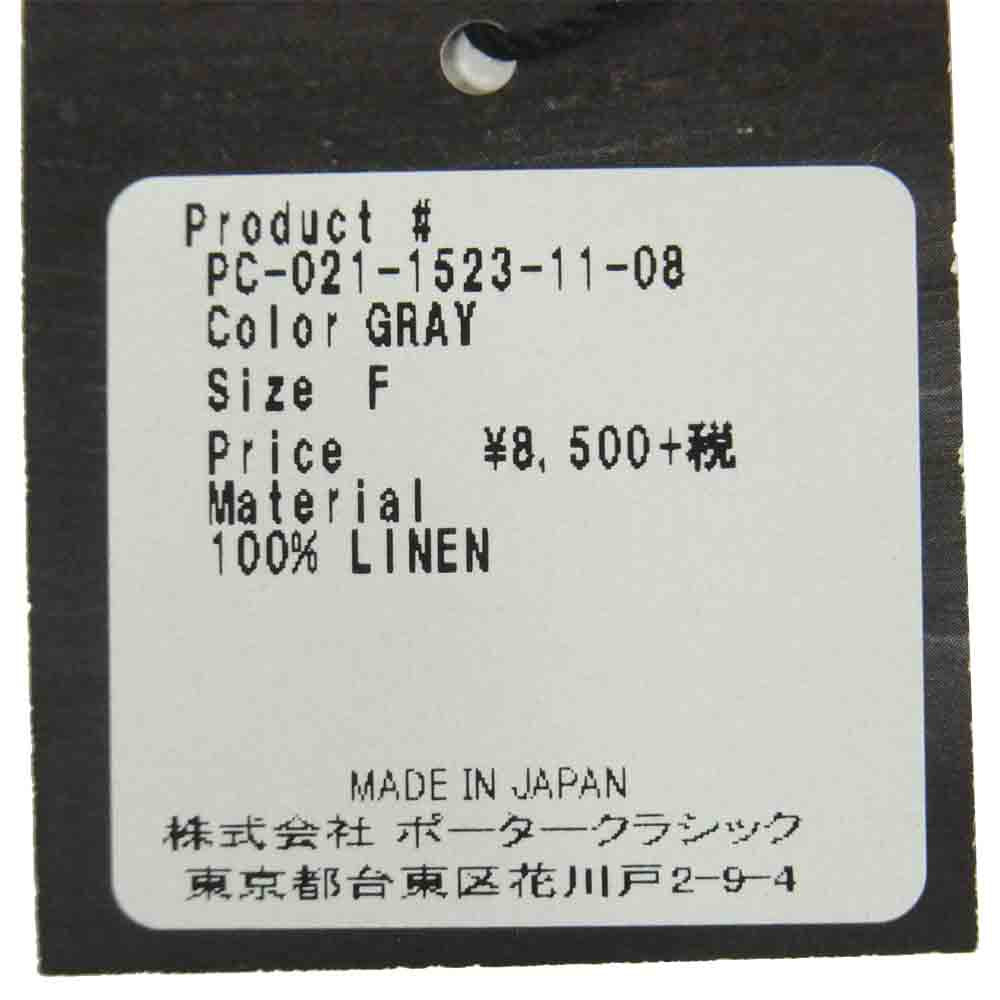 Product #
PC-021-1523-11-08
Color GRAY
Size F
Price ¥8,500+税
Material
100% LINEN
MADE IN JAPAN
株式会社 ポータークラシック
東京都台東区花川戸2-9-4